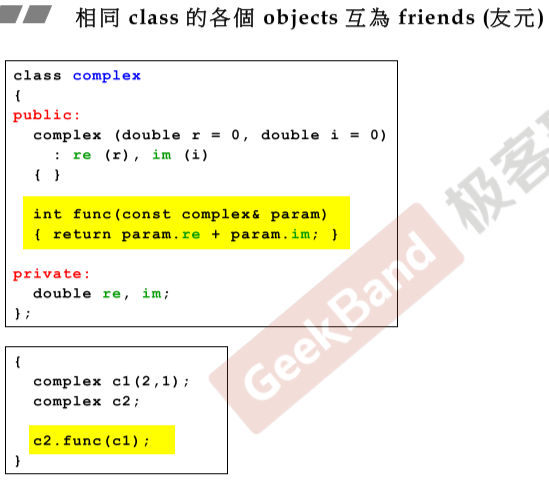 相同 class 的各個 objects 互為 friends (友元)
class complex
{
public:
  complex (double r = 0, double i = 0)
    : re (r), im (i)
  { }
  int func(const complex& param)
  { return param.re + param.im; }
private:
  double re, im;
};
{
  complex c1(2,1);
  complex c2;
  c2.func(c1);
}
GeekBand 极客